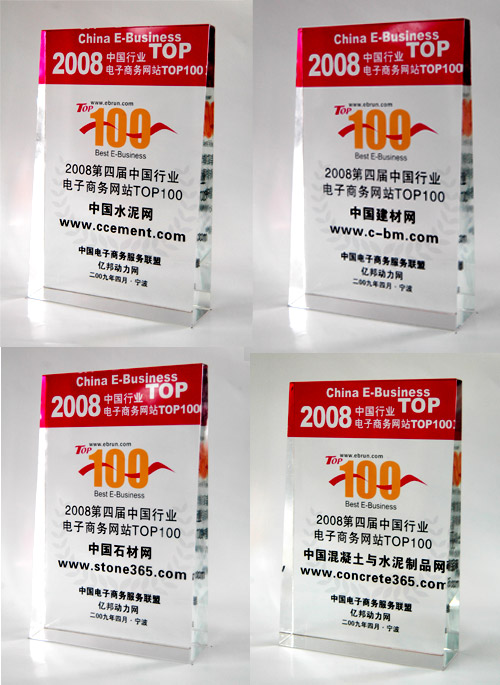 China E-Business
TOP
2008 中国行业
电子商务网站TOP100
www.ebrun.com
TOP
100
Best E-Business
2008第四届中国行业
电子商务网站TOP100
中国水泥网
www.ccement.com
中国电子商务服务联盟
亿邦动力网
二00九年四月·宁波
China E-Business
TOP
2008 中国行业
电子商务网站TOP100
www.ebrun.com
TOP
100
Best E-Business
2008第四届中国行业
电子商务网站TOP100
中国建材网
www.c-bm.com
中国电子商务服务联盟
亿邦动力网
二00九年四月·宁波
China E-Business
TOP
2008 中国行业
电子商务网站TOP100
www.ebrun.com
TOP
100
Best E-Business
2008第四届中国行业
电子商务网站TOP100
中国石材网
www.stone365.com
中国电子商务服务联盟
亿邦动力网
二00九年四月·宁波
China E-Business
TOP
2008 中国行业
电子商务网站TOP100
www.ebrun.com
TOP
100
Best E-Business
2008第四届中国行业
电子商务网站TOP100
中国混凝土与水泥制品网
www.concrete365.com
中国电子商务服务联盟
亿邦动力网
二00九年四月·宁波